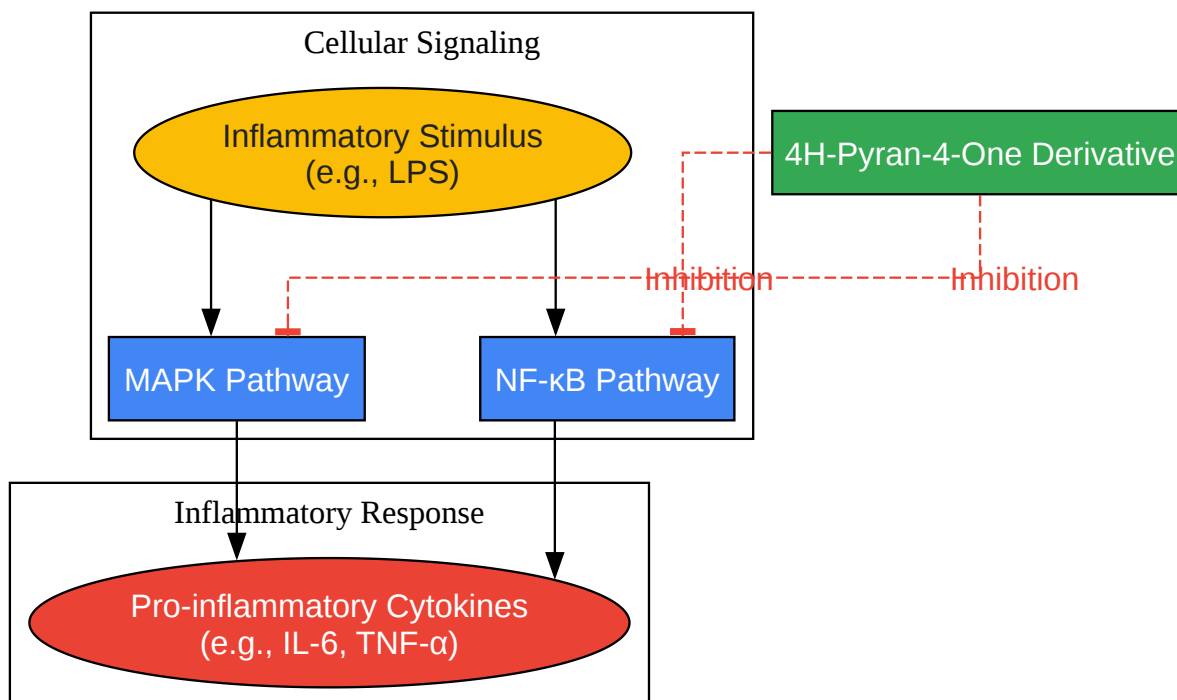 Cellular Signaling
Inflammatory Stimulus
(e.g., LPS)
4H-Pyran-4-One Derivative
Inhibition
Inhibition
MAPK Pathway
NF-κB Pathway
Inflammatory Response
Pro-inflammatory Cytokines
(e.g., IL-6, TNF-α)